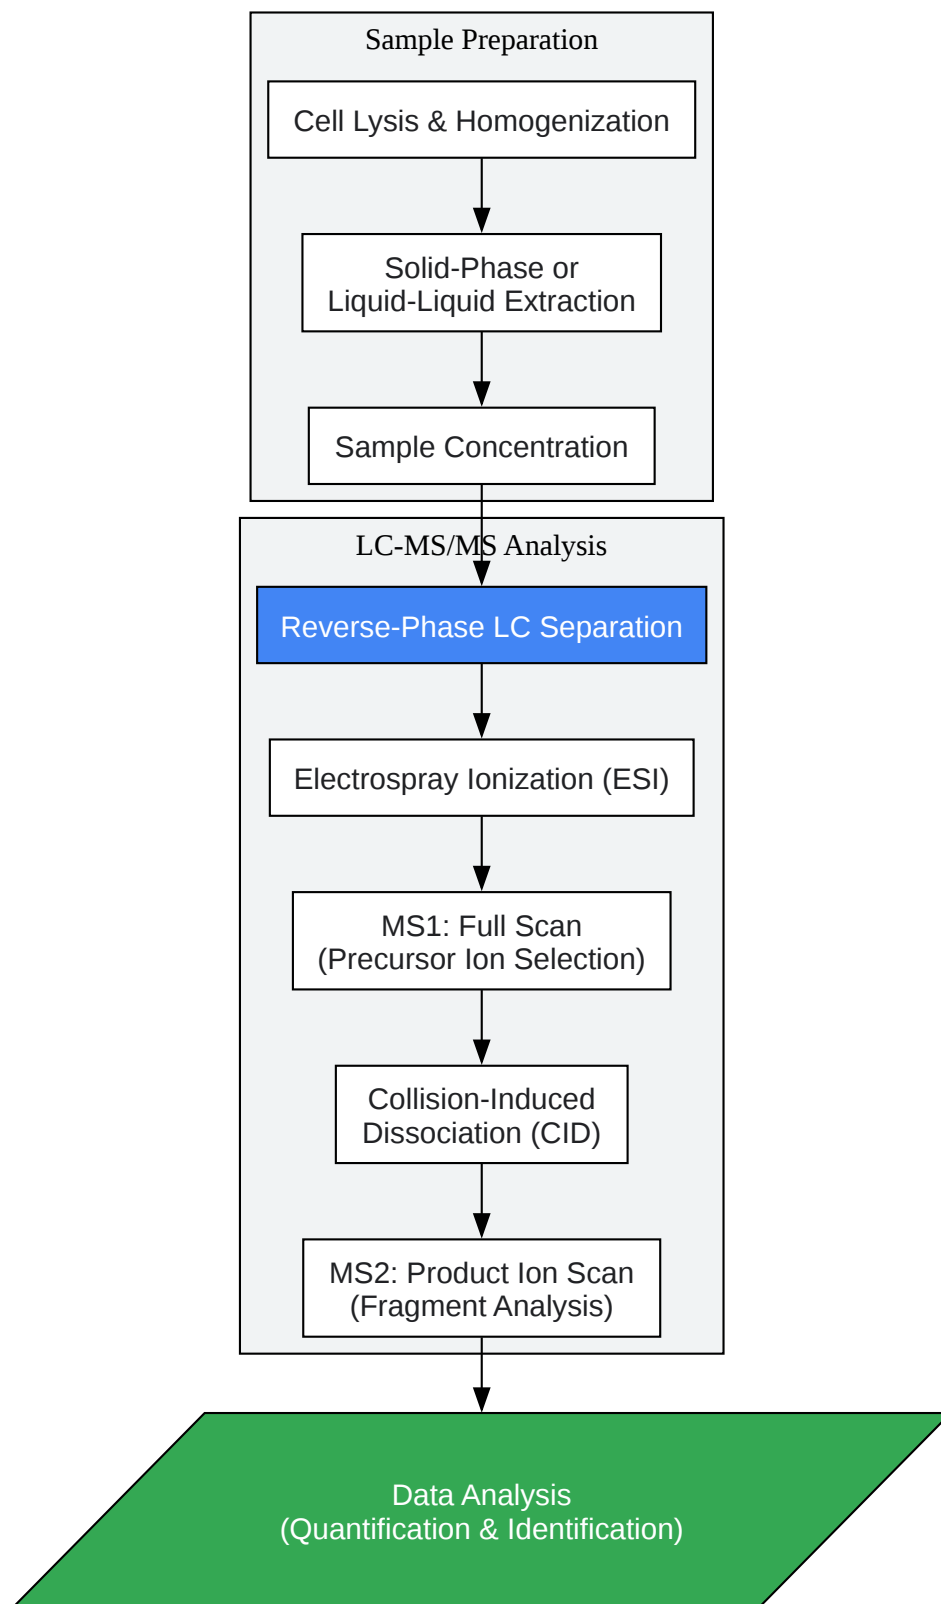 Sample Preparation
Cell Lysis & Homogenization
Solid-Phase or
Liquid-Liquid Extraction
Sample Concentration
LC-MS/MS Analysis
Reverse-Phase LC Separation
Electrospray Ionization (ESI)
MS1: Full Scan
(Precursor Ion Selection)
Collision-Induced
Dissociation (CID)
MS2: Product Ion Scan
(Fragment Analysis)
Data Analysis
(Quantification & Identification)